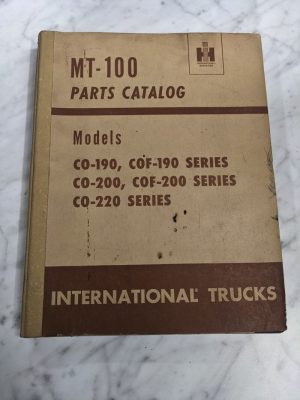 MT-100
PARTS CATALOG
Models
CO-190, COF-190 SERIES
CO-200, COF-200 SERIES
CO-220 SERIES
INTERNATIONAL® TRUCKS